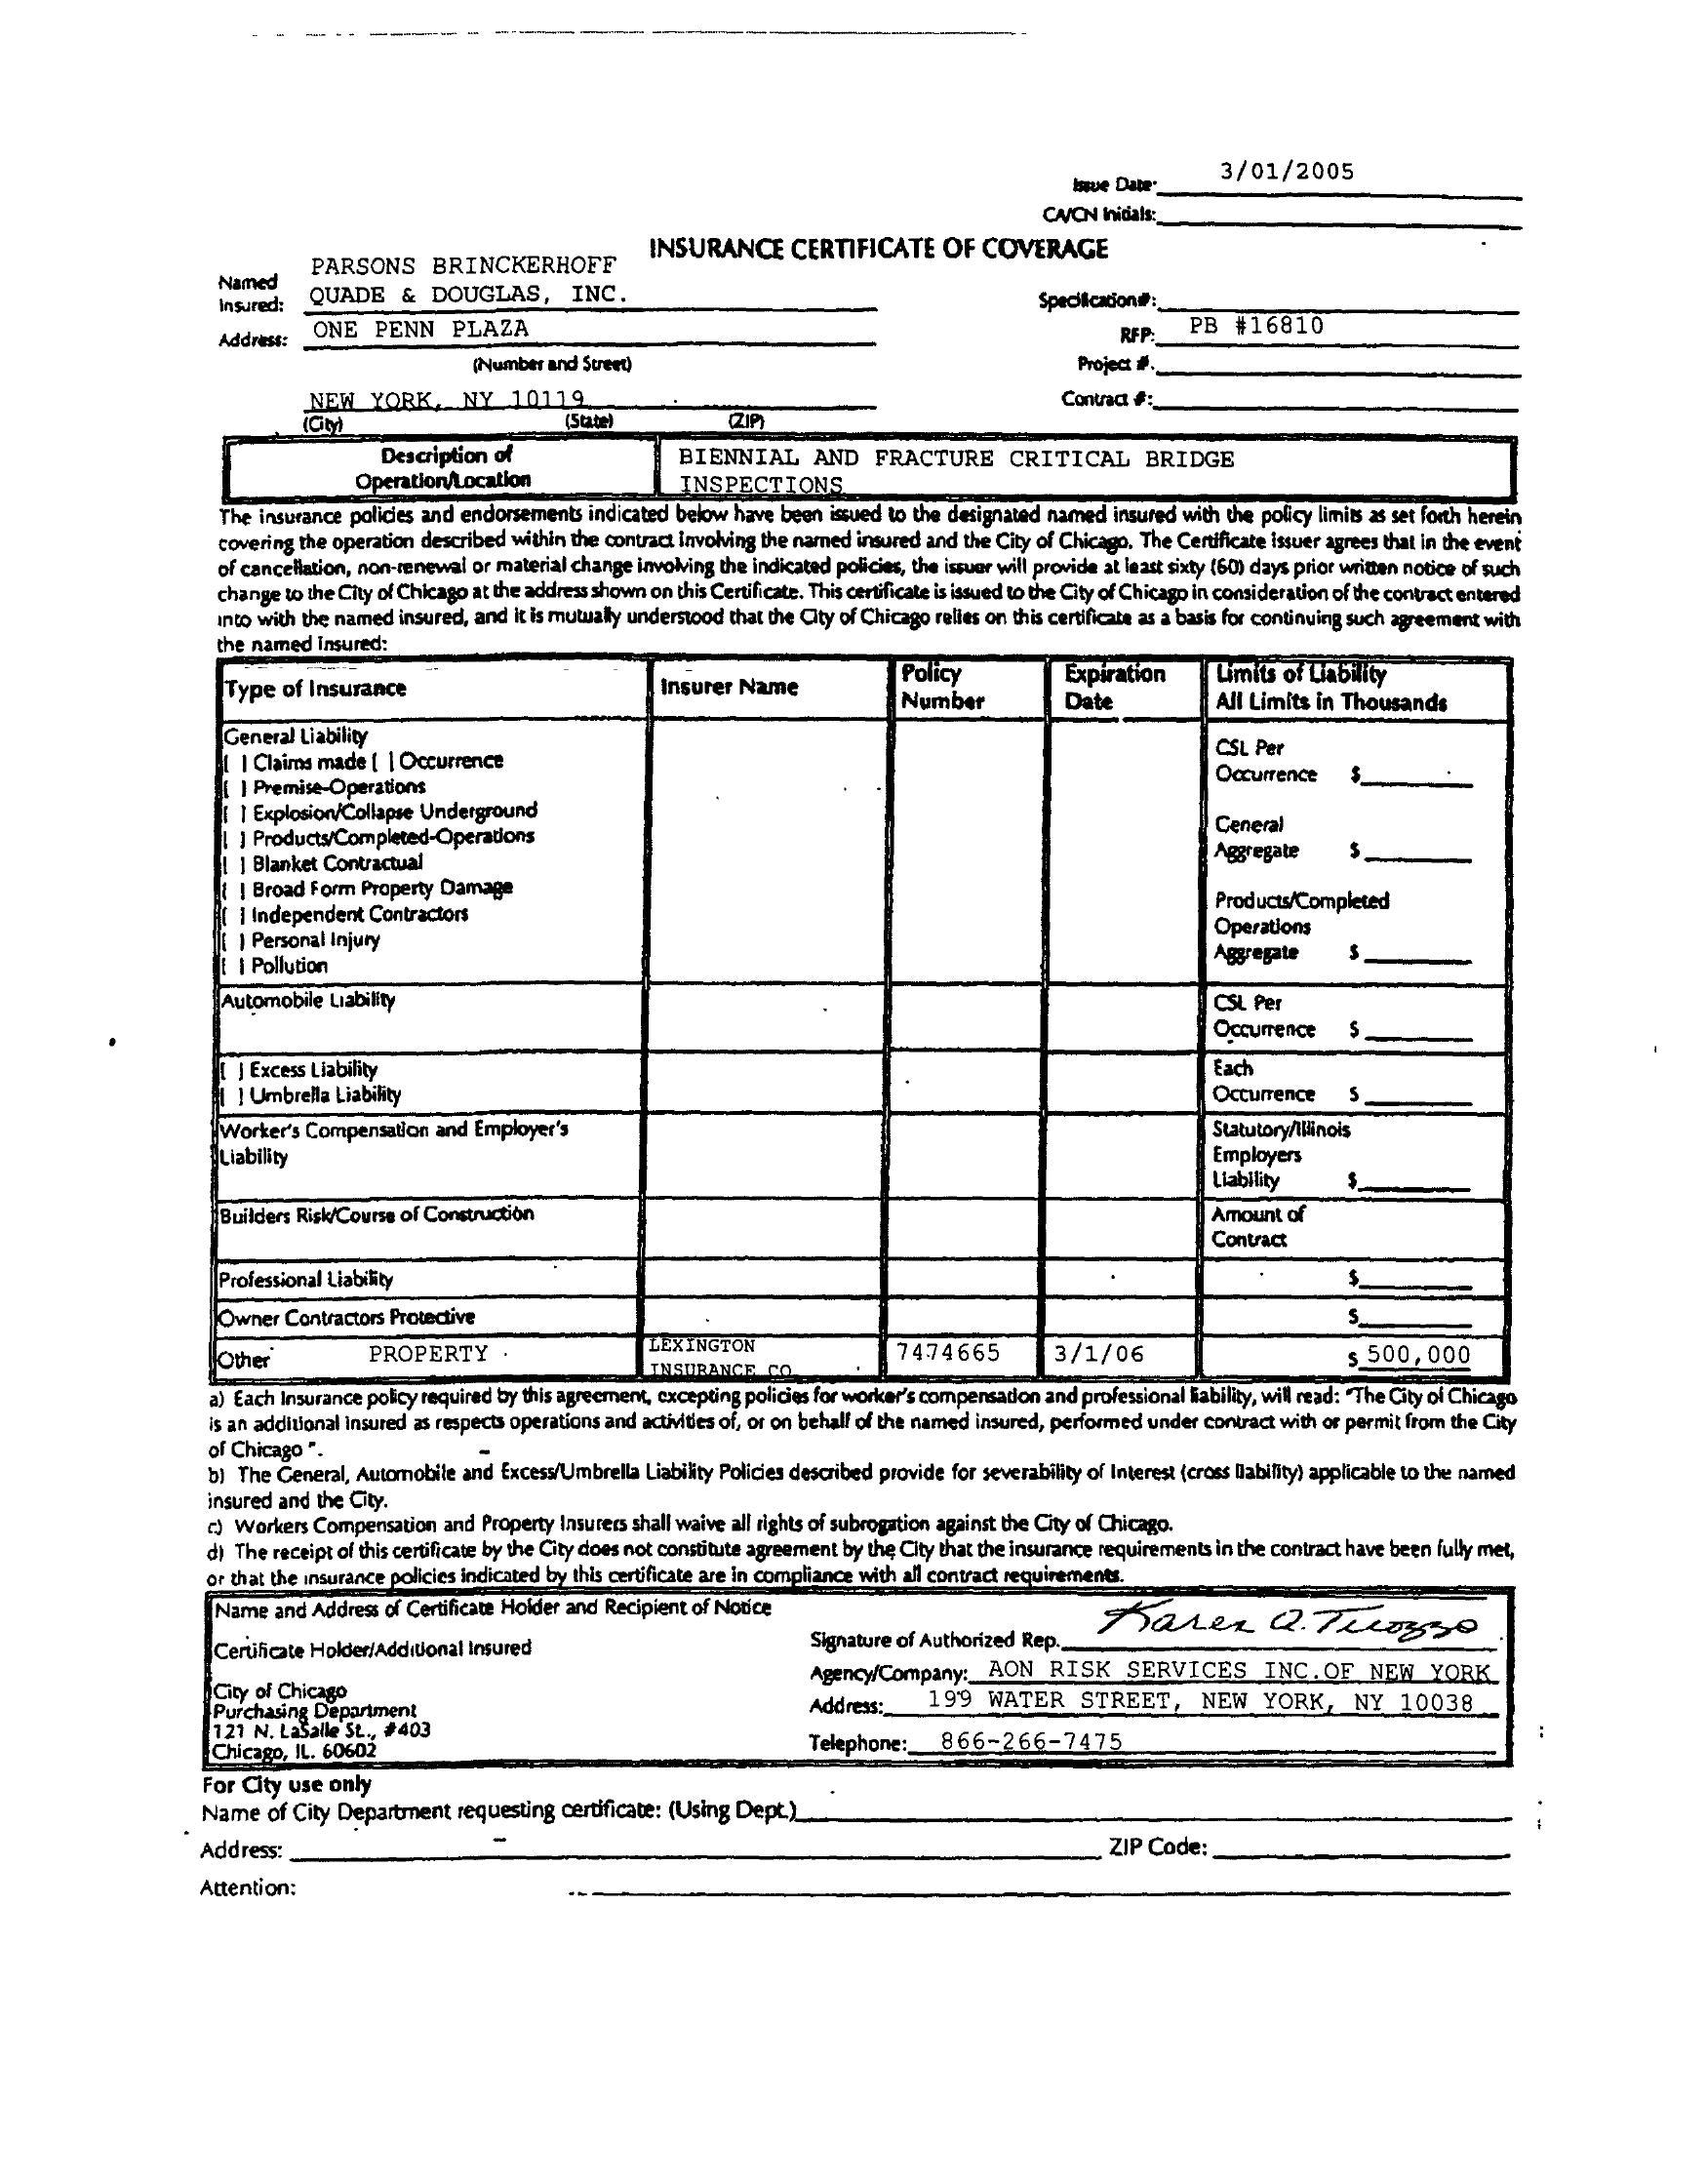 Issue Date: 3/01/2005
CA/CN Initials:
INSURANCE CERTIFICATE OF COVERAGE
Named Insured: PARSONS BRINCKERHOFF
QUADE & DOUGLAS, INC.
Specification#:
Address: ONE PENN PLAZA
RFP: PB #16810
(Number and Street)
Project #.
NEW YORK, NY 10119
Contract #:
(City) (State) (ZIP)
Description of
Operation/Location
BIENNIAL AND FRACTURE CRITICAL BRIDGE
INSPECTIONS
The insurance policies and endorsements indicated below have been issued to the designated named insured with the policy limits as set forth herein
covering the operation described within the contract involving the named insured and the City of Chicago. The Certificate issuer agrees that in the event
of cancellation, non-renewal or material change involving the indicated policies, the issuer will provide at least sixty (60) days prior written notice of such
change to the City of Chicago at the address shown on this Certificate. This certificate is issued to the City of Chicago in consideration of the contract entered
into with the named insured, and it is mutually understood that the City of Chicago relies on this certificate as a basis for continuing such agreement with
the named insured:
Type of Insurance
Insurer Name
Policy
Number
Expiration
Date
Limits of Liability
All Limits in Thousands
General Liability
[ ] Claims made [ ] Occurrence
[ ] Premise-Operations
[ ] Explosion/Collapse Underground
[ ] Products/Completed-Operations
[ ] Blanket Contractual
[ ] Broad Form Property Damage
[ ] Independent Contractors
[ ] Personal Injury
[ ] Pollution
CSL Per
Occurrence $
General
Aggregate $
Products/Completed
Operations
Aggregate $
Automobile Liability
CSL Per
Occurrence $
[ ] Excess Liability
[ ] Umbrella Liability
Each
Occurrence $
Worker's Compensation and Employer's
Liability
Statutory/Illinois
Employers
Liability $
Builders Risk/Course of Construction
Amount of
Contract
Professional Liability
$
Owner Contractors Protective
$
Other PROPERTY
LEXINGTON
INSURANCE CO
7474665
3/1/06
$ 500,000
a) Each Insurance policy required by this agreement, excepting policies for worker's compensation and professional liability, will read: "The City of Chicago
is an additional insured as respects operations and activities of, or on behalf of the named insured, performed under contract with or permit from the City
of Chicago ".
b) The General, Automobile and Excess/Umbrella Liability Policies described provide for severability of Interest (cross liability) applicable to the named
insured and the City.
c) Workers Compensation and Property Insurers shall waive all rights of subrogation against the City of Chicago.
d) The receipt of this certificate by the City does not constitute agreement by the City that the insurance requirements in the contract have been fully met,
or that the insurance policies indicated by this certificate are in compliance with all contract requirements.
Name and Address of Certificate Holder and Recipient of Notice
Certificate Holder/Additional Insured
City of Chicago
Purchasing Department
121 N. LaSalle St., #403
Chicago, IL. 60602
Signature of Authorized Rep. Karen A. Tuozzo
Agency/Company: AON RISK SERVICES INC.OF NEW YORK
Address: 199 WATER STREET, NEW YORK, NY 10038
Telephone: 866-266-7475
For City use only
Name of City Department requesting certificate: (Using Dept.)
Address: ZIP Code:
Attention: